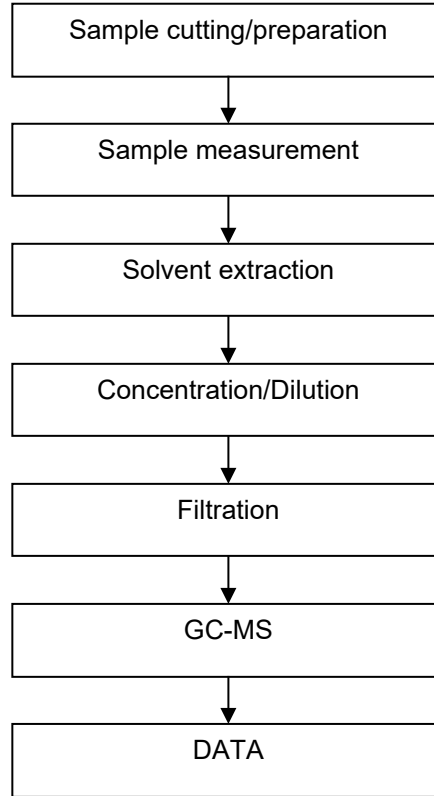 Sample cutting/preparation
Sample measurement
Solvent extraction
Concentration/Dilution
Filtration
GC-MS
DATA